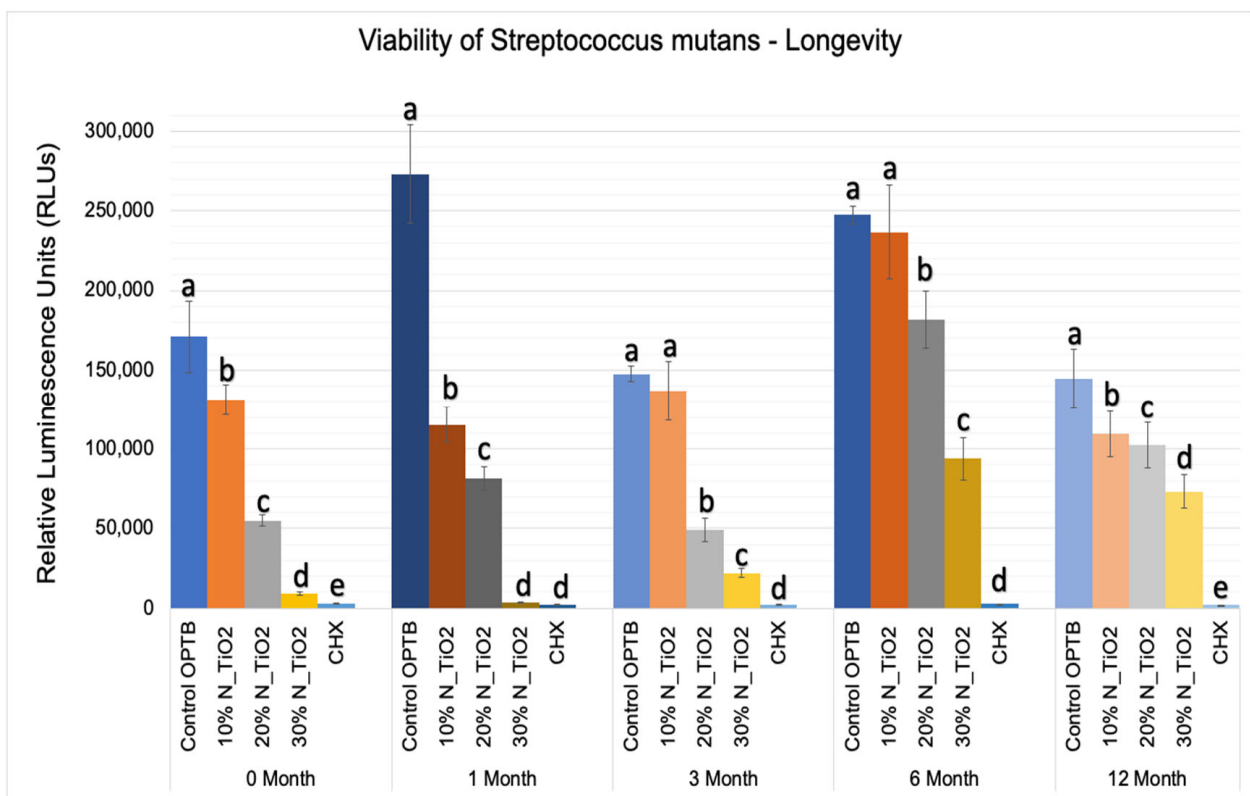 Viability of Streptococcus mutans - Longevity
Relative Luminescence Units (RLUs)
300,000
250,000
200,000
150,000
100,000
50,000
0
a
b
c
d
e
a
b
c
d
d
a
a
b
c
d
a
a
b
c
d
a
b
c
d
e
Control OPTB
10% N_TiO2
20% N_TiO2
30% N_TiO2
CHX
Control OPTB
10% N_TiO2
20% N_TiO2
30% N_TiO2
CHX
Control OPTB
10% N_TiO2
20% N_TiO2
30% N_TiO2
CHX
Control OPTB
10% N_TiO2
20% N_TiO2
30% N_TiO2
CHX
Control OPTB
10% N_TiO2
20% N_TiO2
30% N_TiO2
CHX
0 Month
1 Month
3 Month
6 Month
12 Month